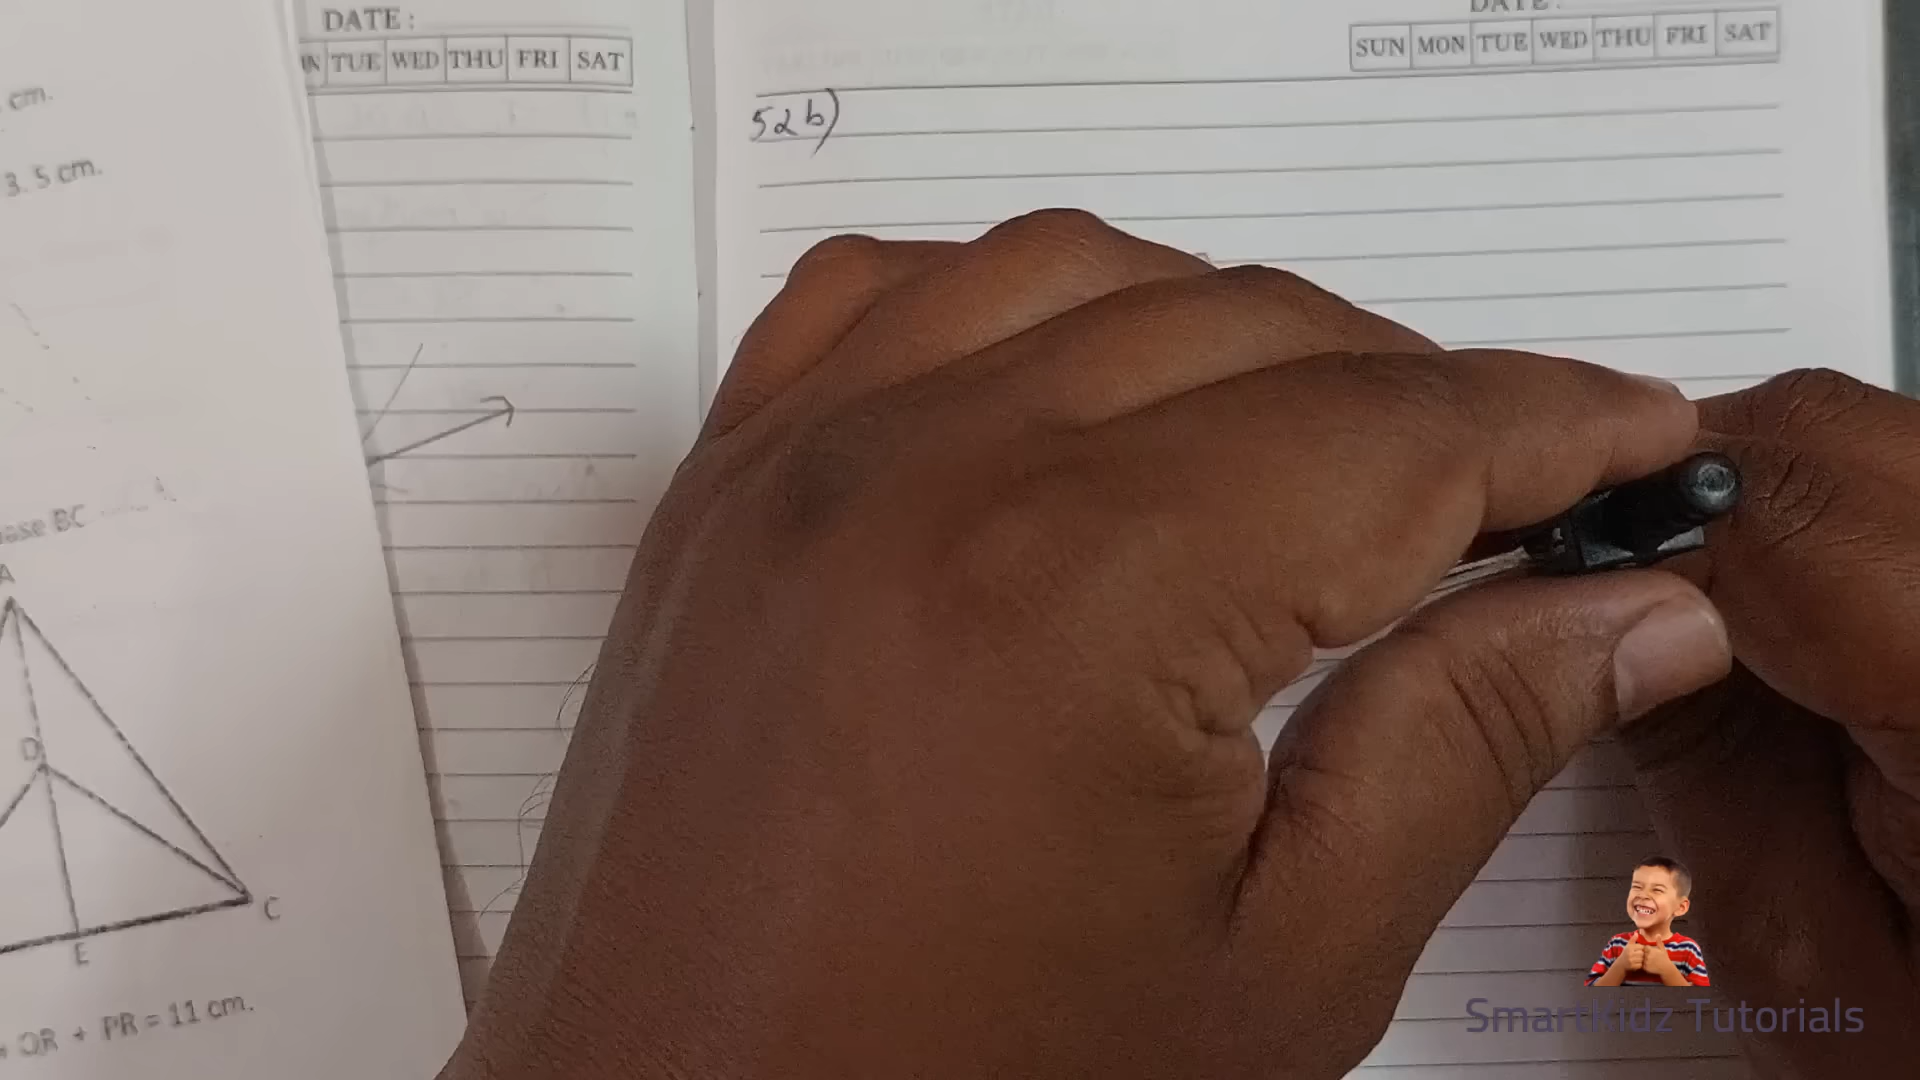 cm.
3.5 cm.
ase BC
A
D
C
E
QR + PR = 11 cm.
DATE :
TUE WED THU FRI SAT
DATE :
SUN MON TUE WED THU FRI SAT
52b)
SmartKidz Tutorials